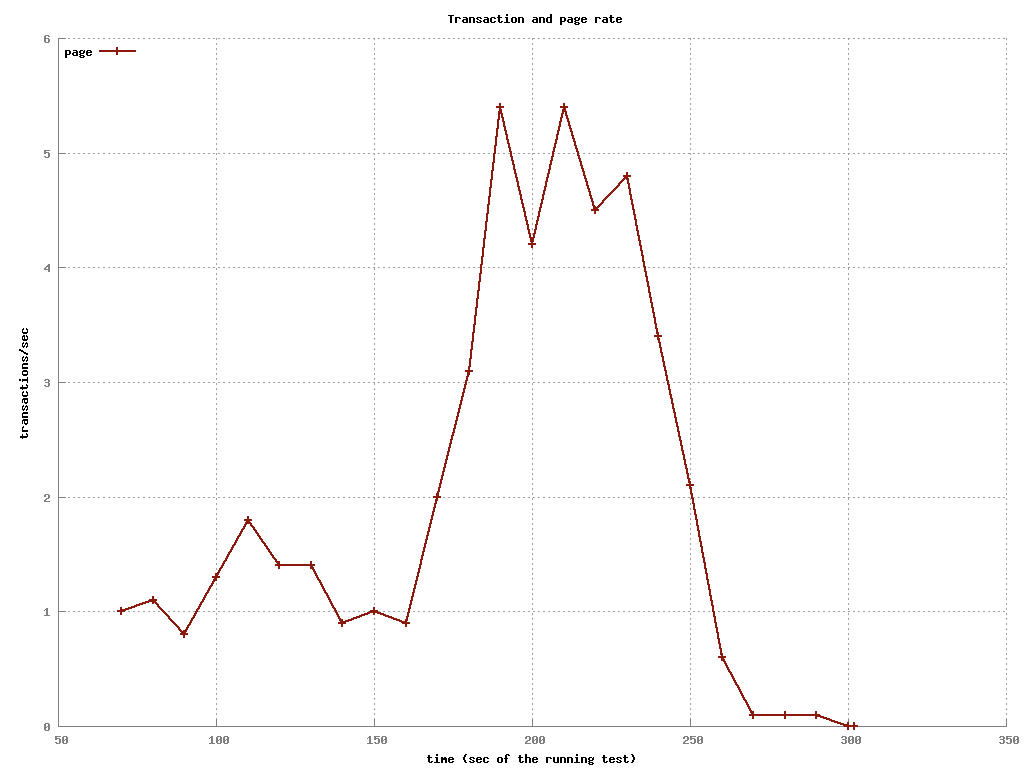 Transaction and page rate
6
page
5
4
3
2
1
0
transactions/sec
50 100 150 200 250 300 350
time (sec of the running test)